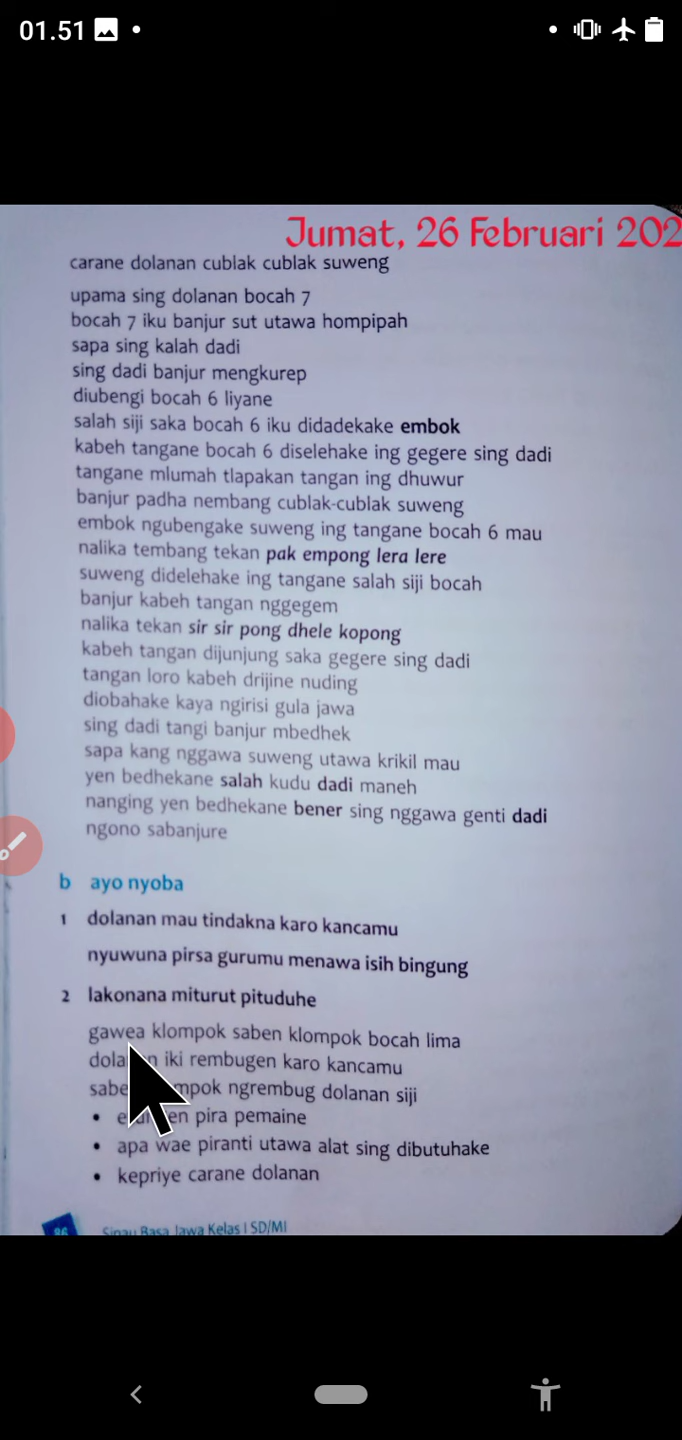 01.51
Jumat, 26 Februari 202
carane dolanan cublak cublak suweng
upama sing dolanan bocah 7
bocah 7 iku banjur sut utawa hompipah
sapa sing kalah dadi
sing dadi banjur mengkurep
diubengi bocah 6 liyane
salah siji saka bocah 6 iku didadekake embok
kabeh tangane bocah 6 diselehake ing gegere sing dadi
tangane mlumah tlapakan tangan ing dhuwur
banjur padha nembang cublak-cublak suweng
embok ngubengake suweng ing tangane bocah 6 mau
nalika tembang tekan pak empong lera lere
suweng didelehake ing tangane salah siji bocah
banjur kabeh tangan nggegem
nalika tekan sir sir pong dhele kopong
kabeh tangan dijunjung saka gegere sing dadi
tangan loro kabeh drijine nuding
diobahake kaya ngirisi gula jawa
sing dadi tangi banjur mbedhek
sapa kang nggawa suweng utawa krikil mau
yen bedhekane salah kudu dadi maneh
nanging yen bedhekane bener sing nggawa genti dadi
ngono sabanjure
b ayo nyoba
1 dolanan mau tindakna karo kancamu
nyuwuna pirsa gurumu menawa isih bingung
2 lakonana miturut pituduhe
gawea klompok saben klompok bocah lima
iki rembugen karo kancamu
ngrembug dolanan siji
• pira pemaine
• apa wae piranti utawa alat sing dibutuhake
• kepriye carane dolanan
Sinau Basa Jawa Kelas I SD/MI